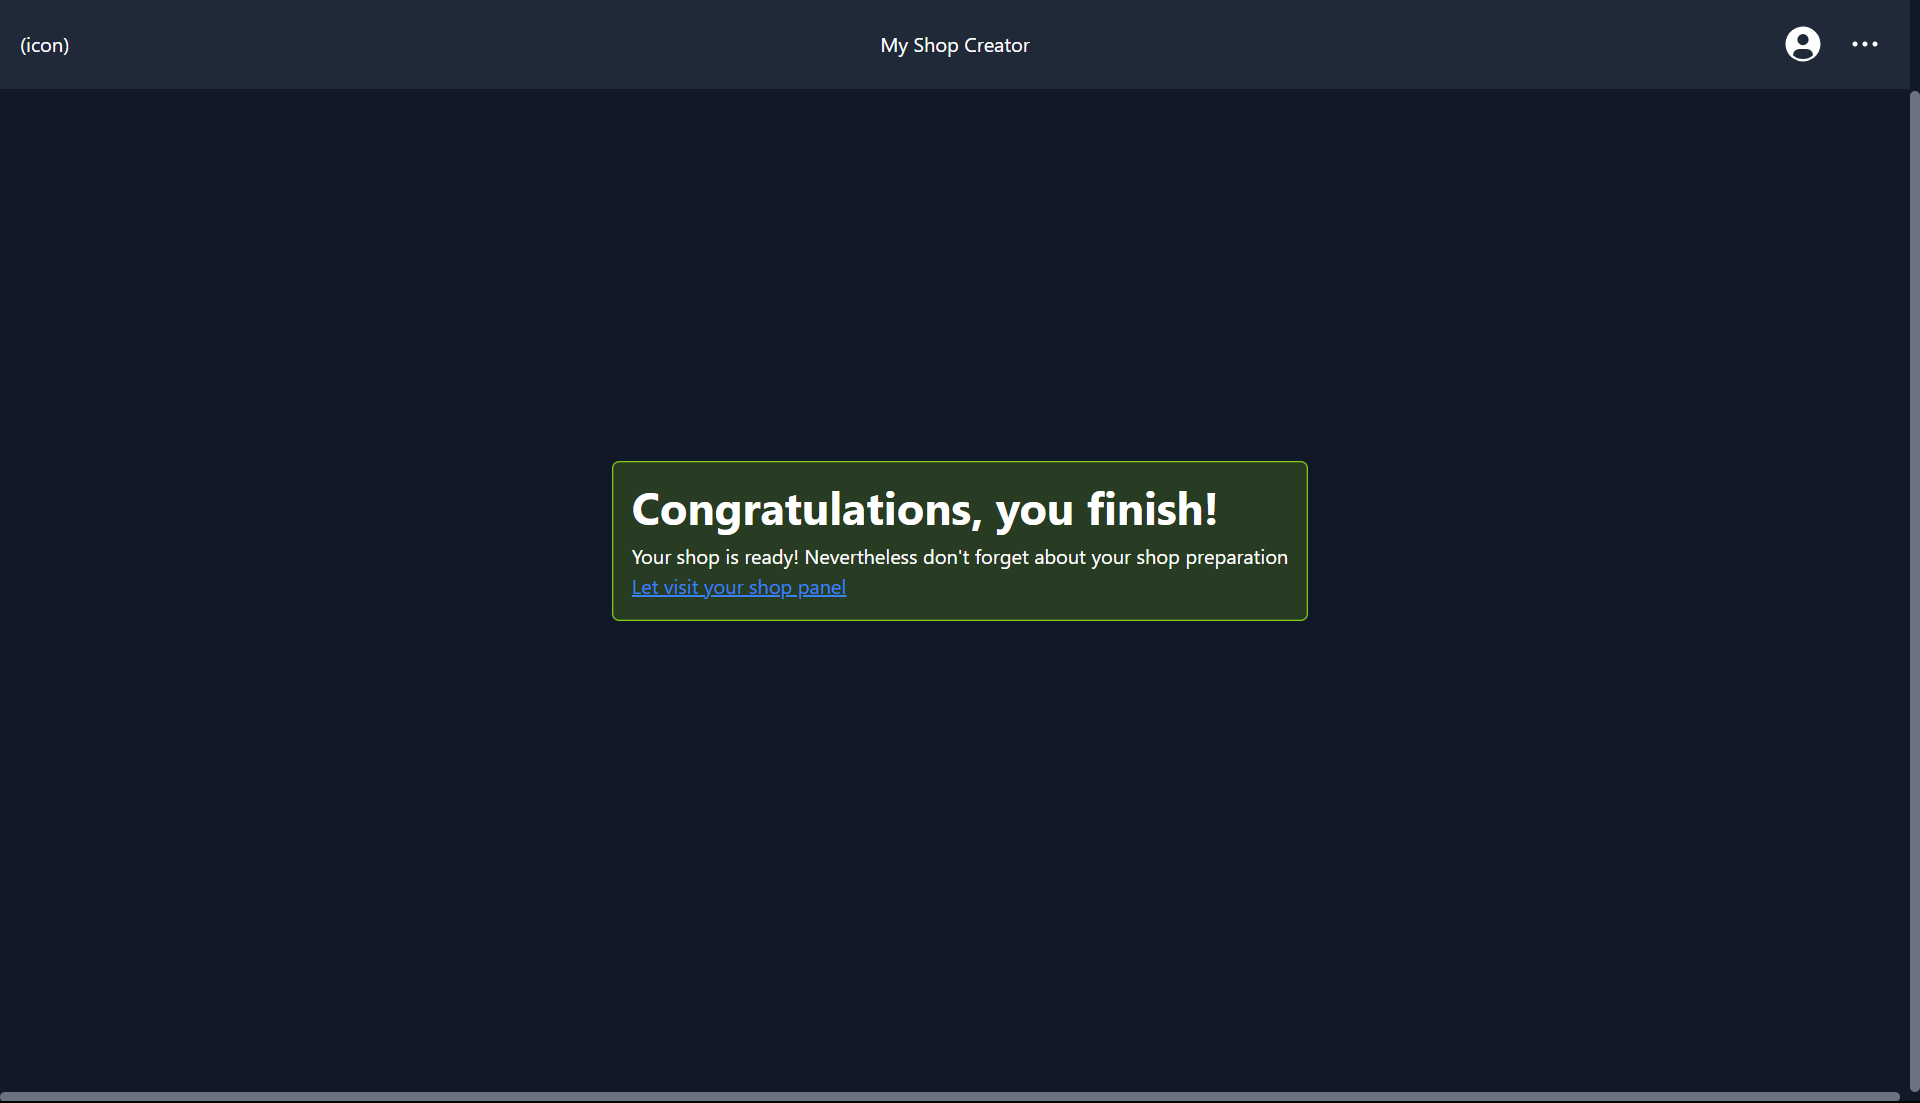 (icon)
My Shop Creator
Congratulations, you finish!
Your shop is ready! Nevertheless don't forget about your shop preparation
Let visit your shop panel